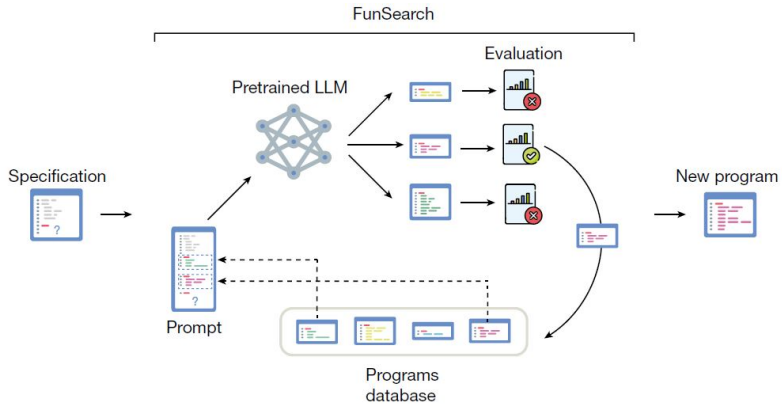 FunSearch
Evaluation
Pretrained LLM
Specification
New program
?
?
Prompt
Programs
database